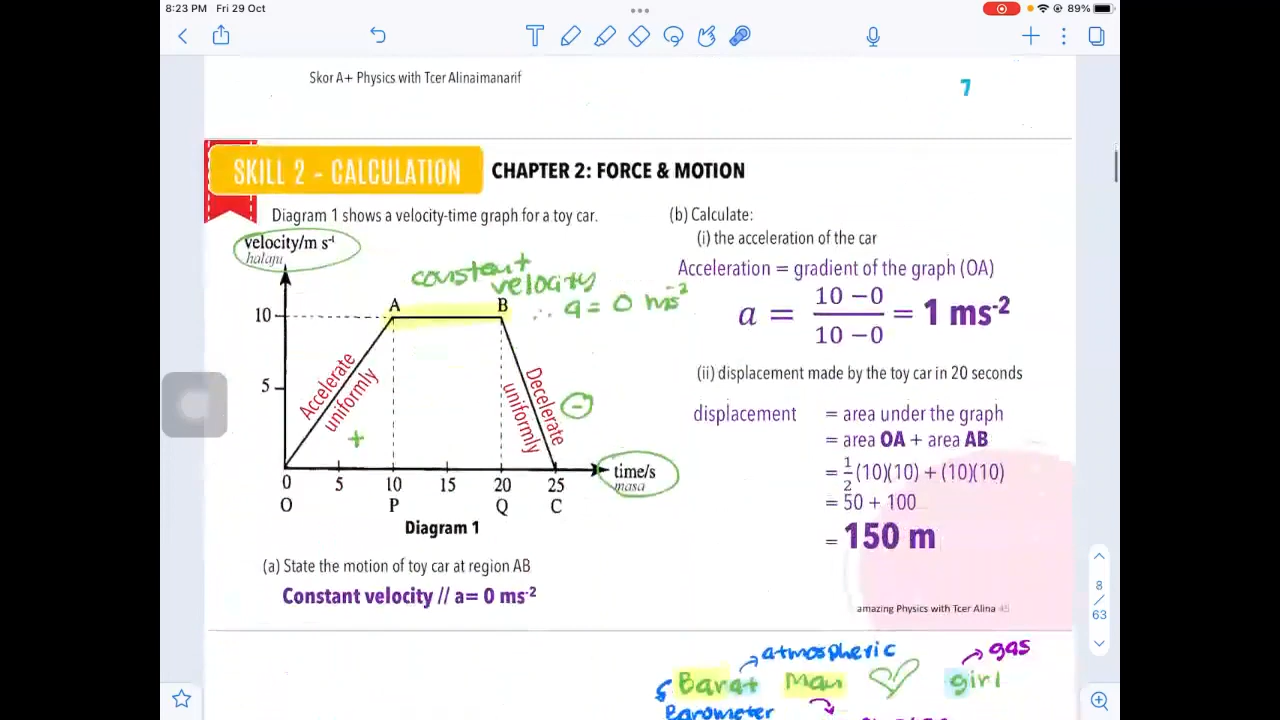 8:23 PM Fri 29 Oct
89%
Skor A+ Physics with Tcer Alinaimanarif
7
SKILL 2 - CALCULATION
CHAPTER 2: FORCE & MOTION
Diagram 1 shows a velocity-time graph for a toy car.
velocity/m s⁻¹
halaju
constant
velocity
∴ a = 0 ms⁻²
A
B
10
5
Accelerate
uniformly
+
Decelerate
uniformly
-
time/s
masa
0 5 10 15 20 25
O P Q C
Diagram 1
(a) State the motion of toy car at region AB
Constant velocity // a= 0 ms⁻²
(b) Calculate:
(i) the acceleration of the car
Acceleration = gradient of the graph (OA)
a = (10 − 0)/(10 − 0) = 1 ms⁻²
(ii) displacement made by the toy car in 20 seconds
displacement = area under the graph
= area OA + area AB
= 1/2 (10)(10) + (10)(10)
= 50 + 100
= 150 m
amazing Physics with Tcer Alina 45
8
/
63
atmospheric
gas
Barat Man girl
Barometer